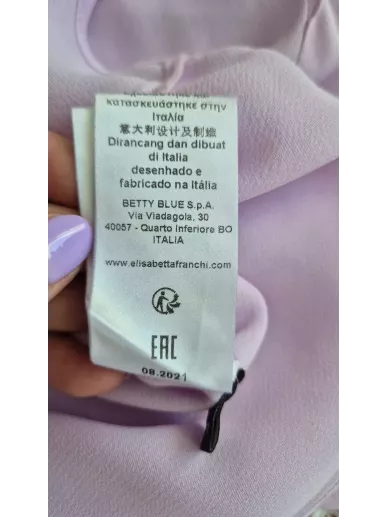 κατασκευάστηκε στην
Ιταλία
意大利设计及制造
Dirancang dan dibuat
di Italia
desenhado e
fabricado na Itália
BETTY BLUE S.p.A.
Via Viadagola, 30
40057 - Quarto Inferiore BO
ITALIA
www.elisabettafranchi.com
EAC
08.2021